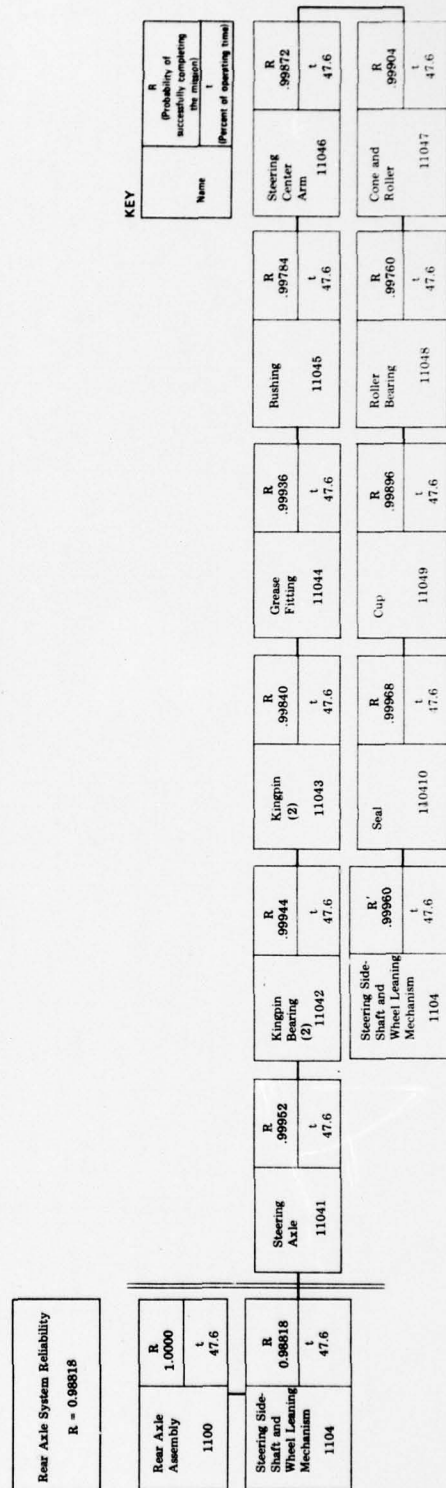 Rear Axle System Reliability
R = 0.98818
KEY
Name
R
(Probability of
successfully completing
the mission)
t
(Percent of operating time)
Rear Axle
Assembly
1100
R
1.0000
t
47.6
Steering Side-
Shaft and
Wheel Leaning
Mechanism
1104
R
0.98818
t
47.6
Steering
Axle
11041
R
.99952
t
47.6
Kingpin
Bearing
(2)
11042
R
.99944
t
47.6
Kingpin
(2)
11043
R
.99840
t
47.6
Grease
Fitting
11044
R
.99936
t
47.6
Bushing
11045
R
.99784
t
47.6
Steering
Center
Arm
11046
R
.99872
t
47.6
Steering Side-
Shaft and
Wheel Leaning
Mechanism
1104
R'
.99960
t
47.6
Seal
110410
R
.99968
t
47.6
Cup
11049
R
.99896
t
47.6
Roller
Bearing
11048
R
.99760
t
47.6
Cone and
Roller
11047
R
.99904
t
47.6